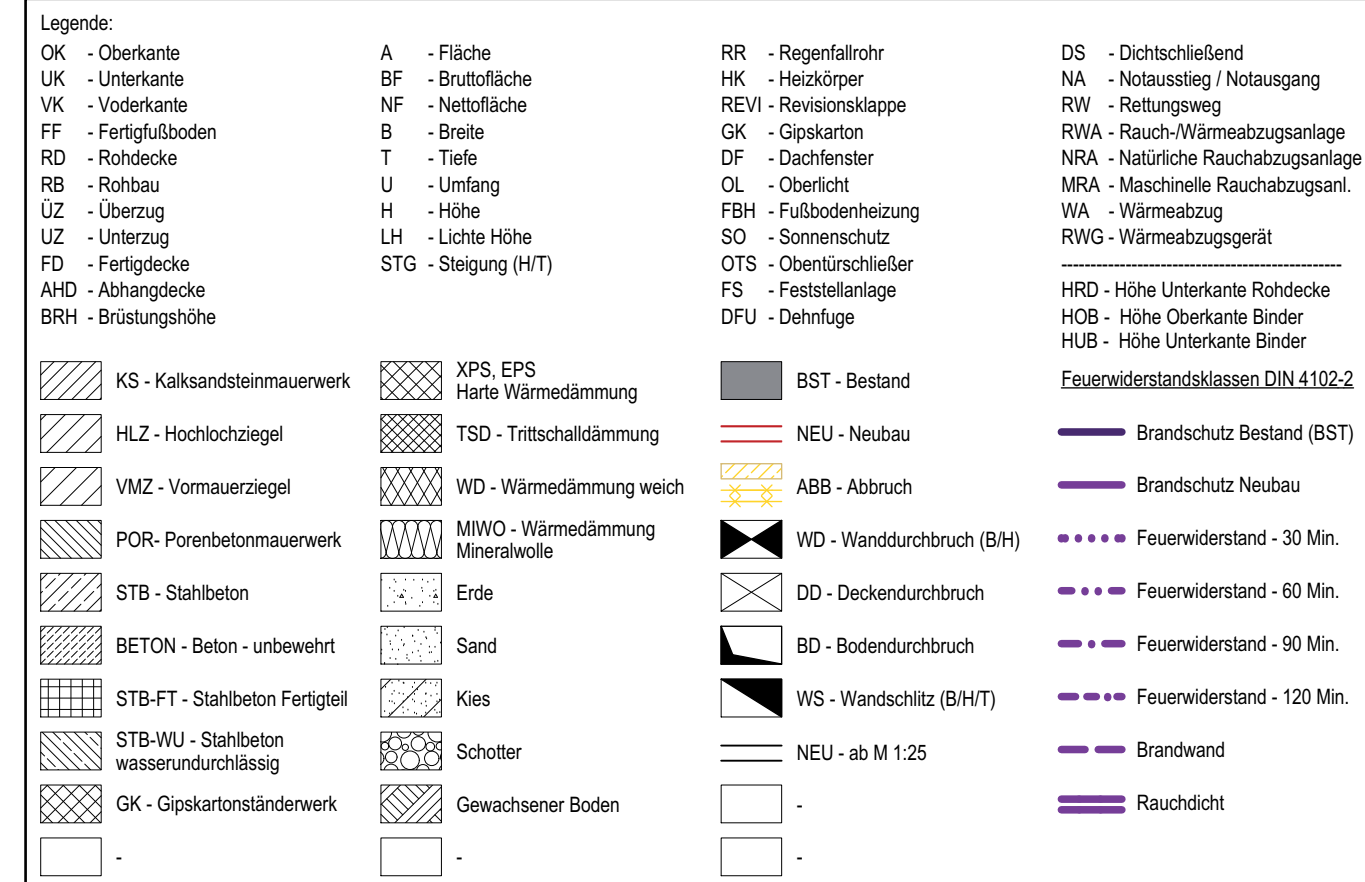 Legende:
OK - Oberkante
UK - Unterkante
VK - Voderkante
FF - Fertigfußboden
RD - Rohdecke
RB - Rohbau
ÜZ - Überzug
UZ - Unterzug
FD - Fertigdecke
AHD - Abhangdecke
BRH - Brüstungshöhe
A - Fläche
BF - Bruttofläche
NF - Nettofläche
B - Breite
T - Tiefe
U - Umfang
H - Höhe
LH - Lichte Höhe
STG - Steigung (H/T)
RR - Regenfallrohr
HK - Heizkörper
REVI - Revisionsklappe
GK - Gipskarton
DF - Dachfenster
OL - Oberlicht
FBH - Fußbodenheizung
SO - Sonnenschutz
OTS - Obentürschließer
FS - Feststellanlage
DFU - Dehnfuge
DS - Dichtschließend
NA - Notausstieg / Notausgang
RW - Rettungsweg
RWA - Rauch-/Wärmeabzugsanlage
NRA - Natürliche Rauchabzugsanlage
MRA - Maschinelle Rauchabzugsanl.
WA - Wärmeabzug
RWG - Wärmeabzugsgerät
------------------------------------------------
HRD - Höhe Unterkante Rohdecke
HOB - Höhe Oberkante Binder
HUB - Höhe Unterkante Binder
KS - Kalksandsteinmauerwerk
HLZ - Hochlochziegel
VMZ - Vormauerziegel
POR- Porenbetonmauerwerk
STB - Stahlbeton
BETON - Beton - unbewehrt
STB-FT - Stahlbeton Fertigteil
STB-WU - Stahlbeton
wasserundurchlässig
GK - Gipskartonständerwerk
-
XPS, EPS
Harte Wärmedämmung
TSD - Trittschalldämmung
WD - Wärmedämmung weich
MIWO - Wärmedämmung
Mineralwolle
Erde
Sand
Kies
Schotter
Gewachsener Boden
-
BST - Bestand
NEU - Neubau
ABB - Abbruch
WD - Wanddurchbruch (B/H)
DD - Deckendurchbruch
BD - Bodendurchbruch
WS - Wandschlitz (B/H/T)
NEU - ab M 1:25
-
-
Feuerwiderstandsklassen DIN 4102-2
Brandschutz Bestand (BST)
Brandschutz Neubau
Feuerwiderstand - 30 Min.
Feuerwiderstand - 60 Min.
Feuerwiderstand - 90 Min.
Feuerwiderstand - 120 Min.
Brandwand
Rauchdicht